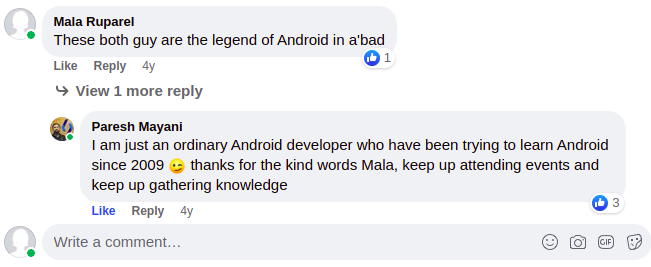 Mala Ruparel
These both guy are the legend of Android in a'bad
1
Like Reply 4y
View 1 more reply
Paresh Mayani
I am just an ordinary Android developer who have been trying to learn Android
since 2009 😜 thanks for the kind words Mala, keep up attending events and
keep up gathering knowledge
3
Like Reply 4y
Write a comment…
GIF